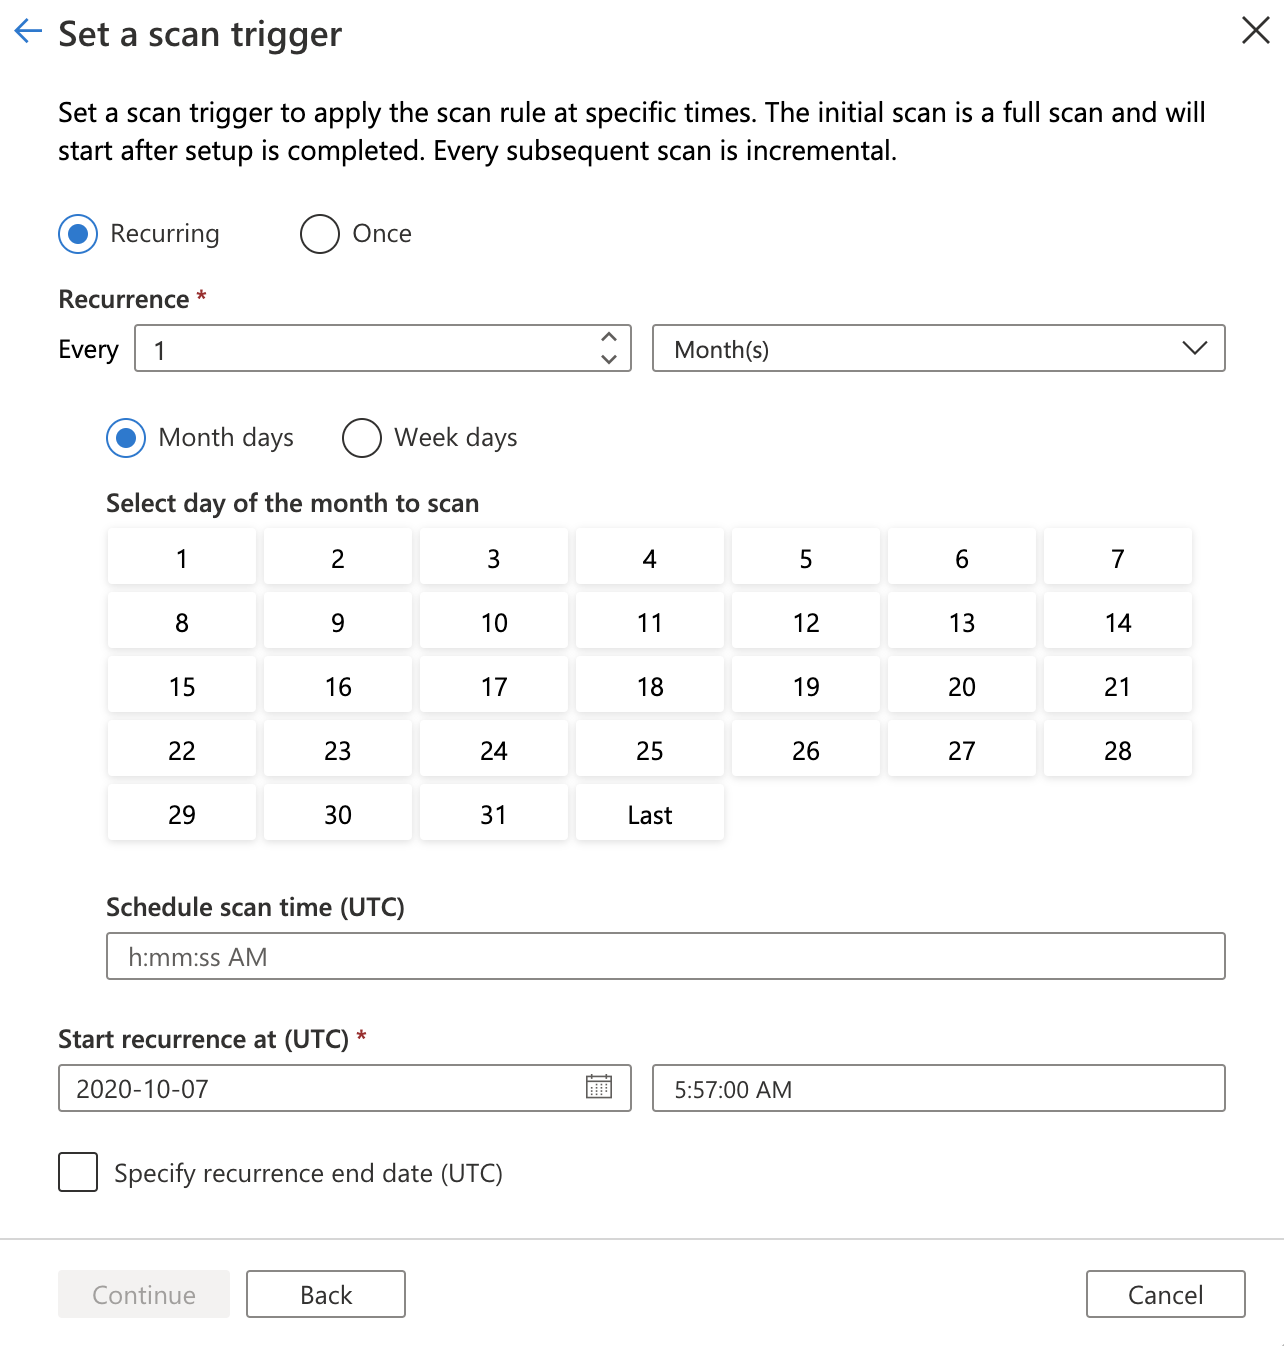 Set a scan trigger
Set a scan trigger to apply the scan rule at specific times. The initial scan is a full scan and will
start after setup is completed. Every subsequent scan is incremental.
Recurring Once
Recurrence *
Every 1 Month(s)
Month days Week days
Select day of the month to scan
1 2 3 4 5 6 7
8 9 10 11 12 13 14
15 16 17 18 19 20 21
22 23 24 25 26 27 28
29 30 31 Last
Schedule scan time (UTC)
h:mm:ss AM
Start recurrence at (UTC) *
2020-10-07 5:57:00 AM
Specify recurrence end date (UTC)
Continue Back Cancel